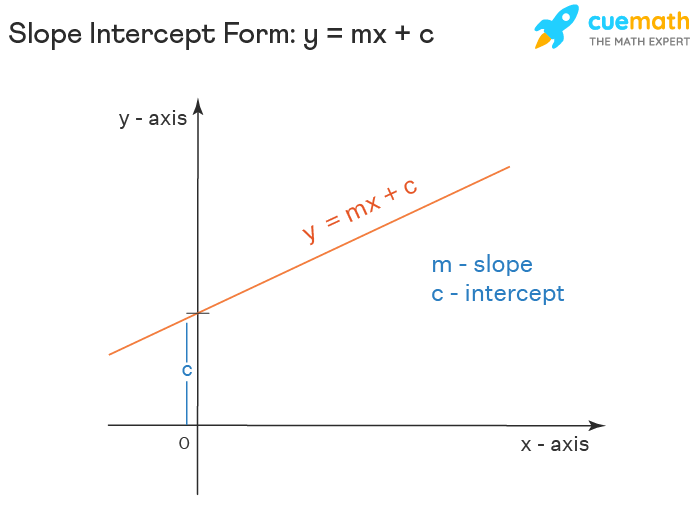 Slope Intercept Form: y = mx + c
cuemath
THE MATH EXPERT
y - axis
y = mx + c
m - slope
c - intercept
c
0
x - axis